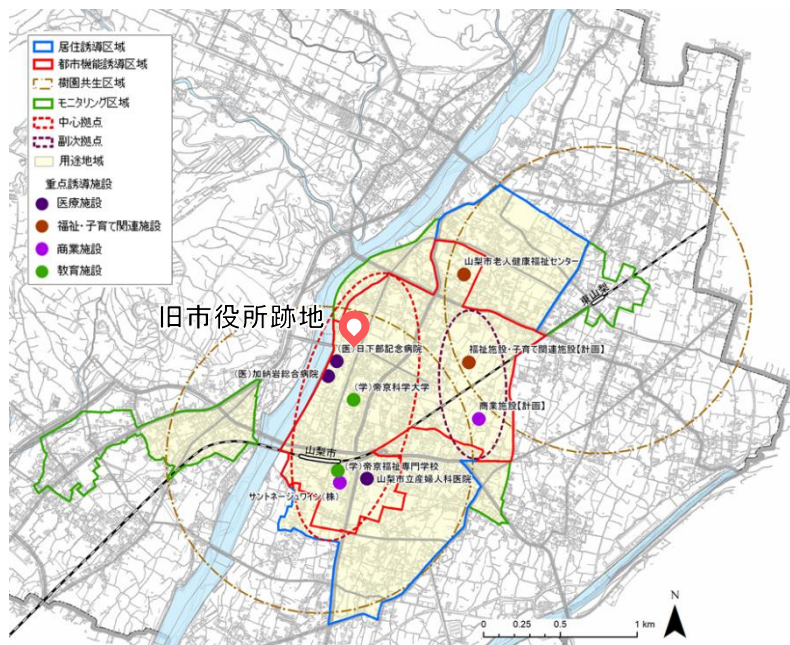 居住誘導区域
都市機能誘導区域
樹園共生区域
モニタリング区域
中心拠点
副次拠点
用途地域
重点誘導施設
医療施設
福祉・子育て関連施設
商業施設
教育施設
山梨市老人健康福祉センター
東山梨
旧市役所跡地
(医)日下部記念病院
福祉施設・子育て関連施設【計画】
(医)加納岩総合病院
(学)帝京科学大学
商業施設【計画】
山梨市
(学)帝京福祉専門学校
山梨市立産婦人科医院
サントネージュワイン(株)
N
0 0.25 0.5 1 km